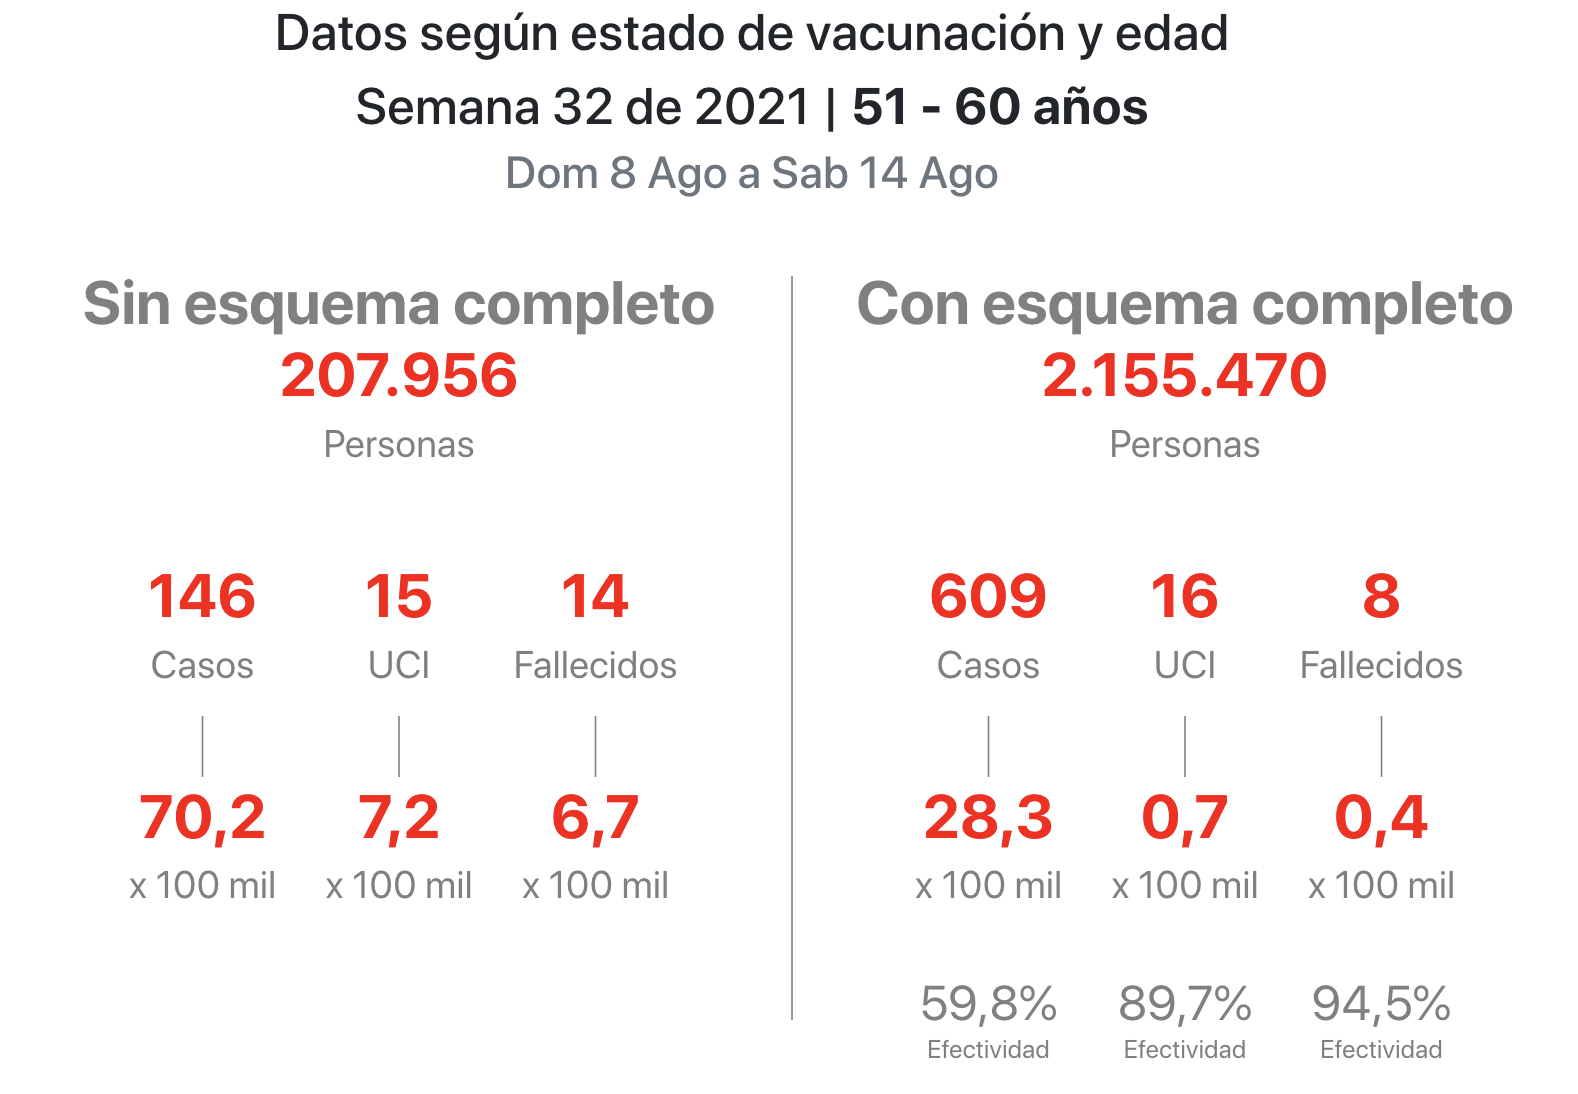 Datos según estado de vacunación y edad
Semana 32 de 2021 | 51 - 60 años
Dom 8 Ago a Sab 14 Ago
Sin esquema completo
207.956
Personas
146 15 14
Casos UCI Fallecidos
70,2 7,2 6,7
x 100 mil x 100 mil x 100 mil
Con esquema completo
2.155.470
Personas
609 16 8
Casos UCI Fallecidos
28,3 0,7 0,4
x 100 mil x 100 mil x 100 mil
59,8% 89,7% 94,5%
Efectividad Efectividad Efectividad